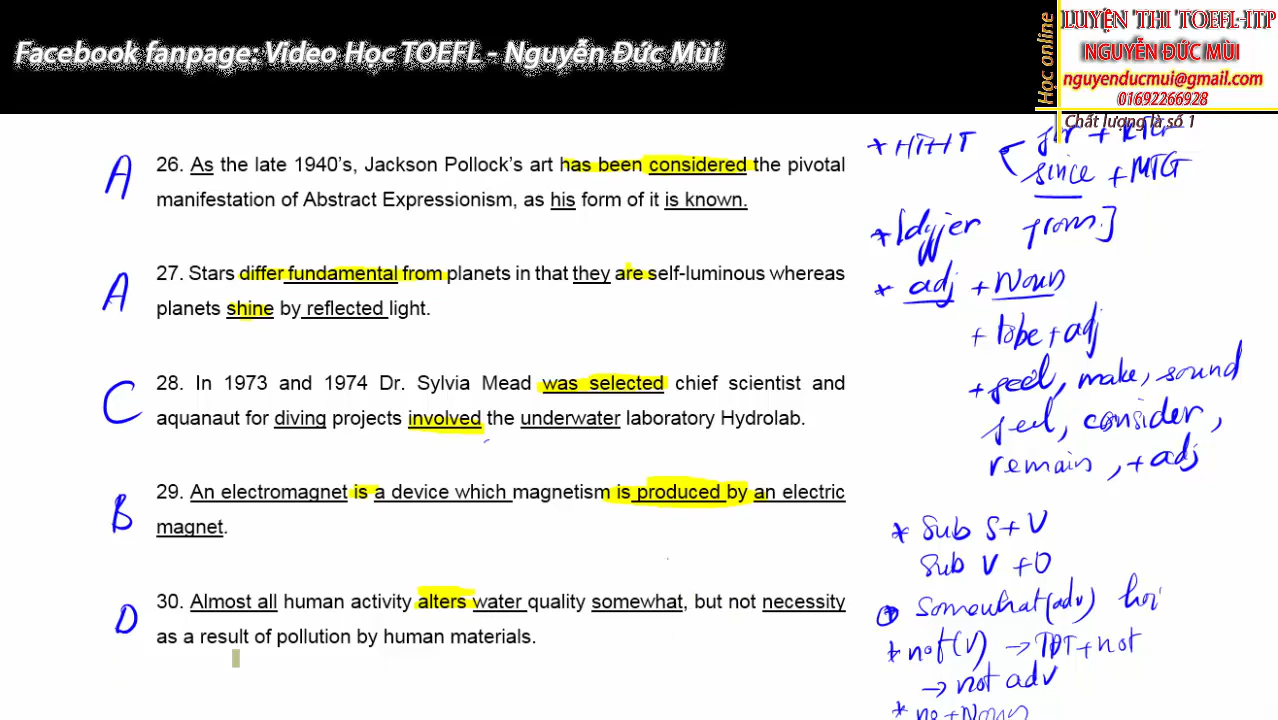 Facebook fanpage: Video Học TOEFL - Nguyễn Đức Mùi
Học online
LUYỆN THI TOEFL-ITP
NGUYỄN ĐỨC MÙI
nguyenducmui@gmail.com
01692266928
Chất lượng là số 1
A
26. As the late 1940's, Jackson Pollock's art has been considered the pivotal
manifestation of Abstract Expressionism, as his form of it is known.
A
27. Stars differ fundamental from planets in that they are self-luminous whereas
planets shine by reflected light.
C
28. In 1973 and 1974 Dr. Sylvia Mead was selected chief scientist and
aquanaut for diving projects involved the underwater laboratory Hydrolab.
B
29. An electromagnet is a device which magnetism is produced by an electric
magnet.
D
30. Almost all human activity alters water quality somewhat, but not necessity
as a result of pollution by human materials.
* HTHT
since + MTG
* adj + Noun
+ tobe + adj
+ feel, make, sound
consider,
remain, + adj
* Sub S + V
Sub V + O
Somewhat (adv) hơi
* not (V) → TĐT + not
→ not adv
* no + Noun